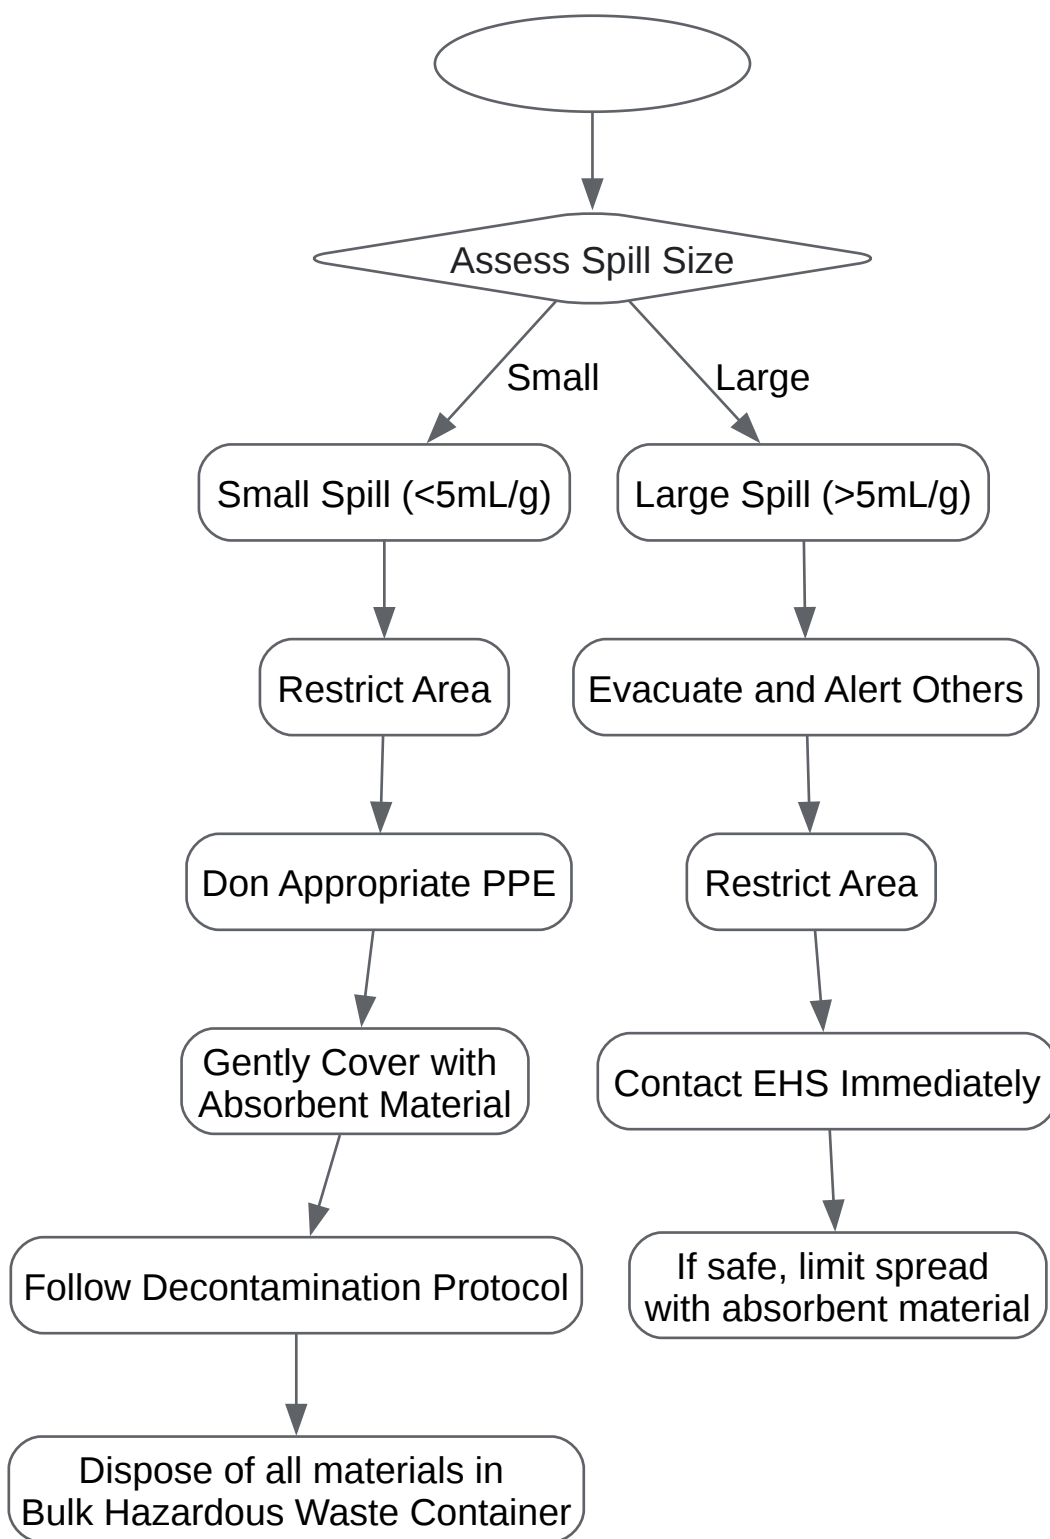 Assess Spill Size
Small
Large
Small Spill (<5mL/g)
Large Spill (>5mL/g)
Restrict Area
Evacuate and Alert Others
Don Appropriate PPE
Restrict Area
Gently Cover with
Absorbent Material
Contact EHS Immediately
Follow Decontamination Protocol
If safe, limit spread
with absorbent material
Dispose of all materials in
Bulk Hazardous Waste Container